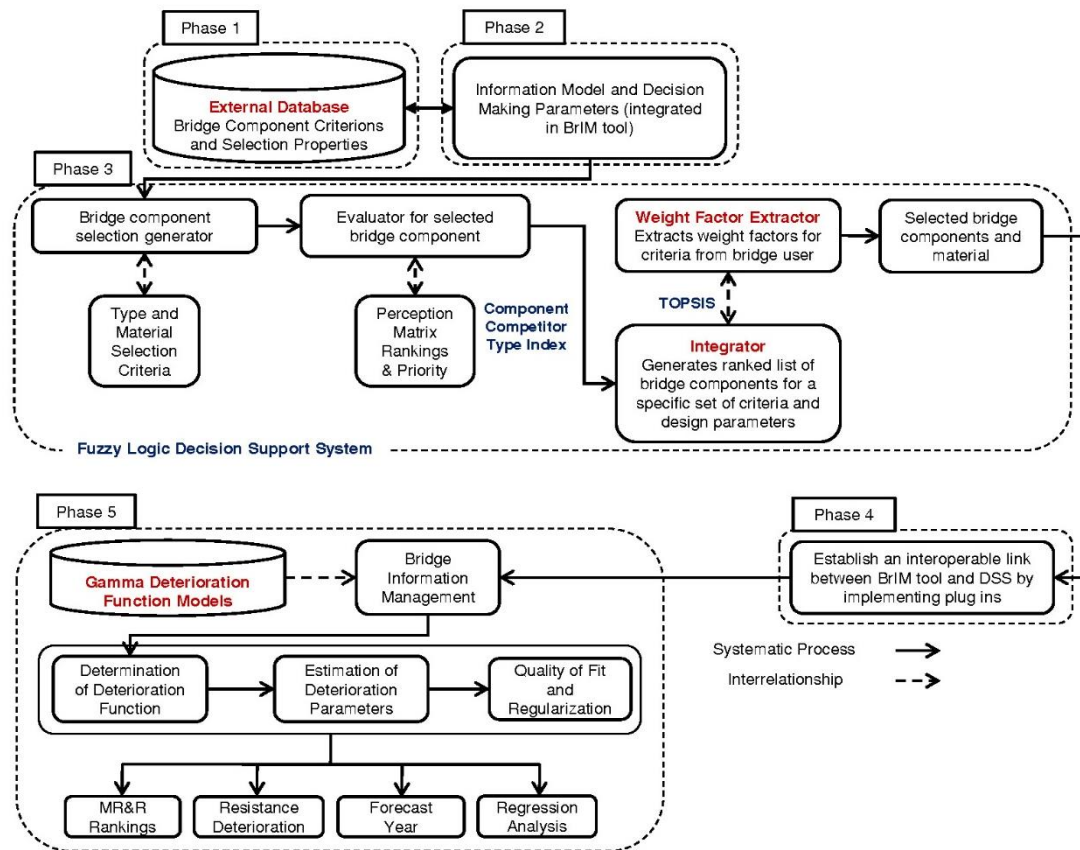 Phase 1
Phase 2
External Database
Bridge Component Criterions
and Selection Properties
Information Model and Decision
Making Parameters (integrated
in BrIM tool)
Phase 3
Bridge component
selection generator
Evaluator for selected
bridge component
Weight Factor Extractor
Extracts weight factors for
criteria from bridge user
Selected bridge
components and
material
Type and
Material
Selection
Criteria
Perception
Matrix
Rankings
& Priority
Component
Competitor
Type Index
TOPSIS
Integrator
Generates ranked list of
bridge components for a
specific set of criteria and
design parameters
Fuzzy Logic Decision Support System
Phase 5
Phase 4
Gamma Deterioration
Function Models
Bridge
Information
Management
Establish an interoperable link
between BrIM tool and DSS by
implementing plug ins
Determination
of Deterioration
Function
Estimation of
Deterioration
Parameters
Quality of Fit
and
Regularization
Systematic Process
Interrelationship
MR&R
Rankings
Resistance
Deterioration
Forecast
Year
Regression
Analysis